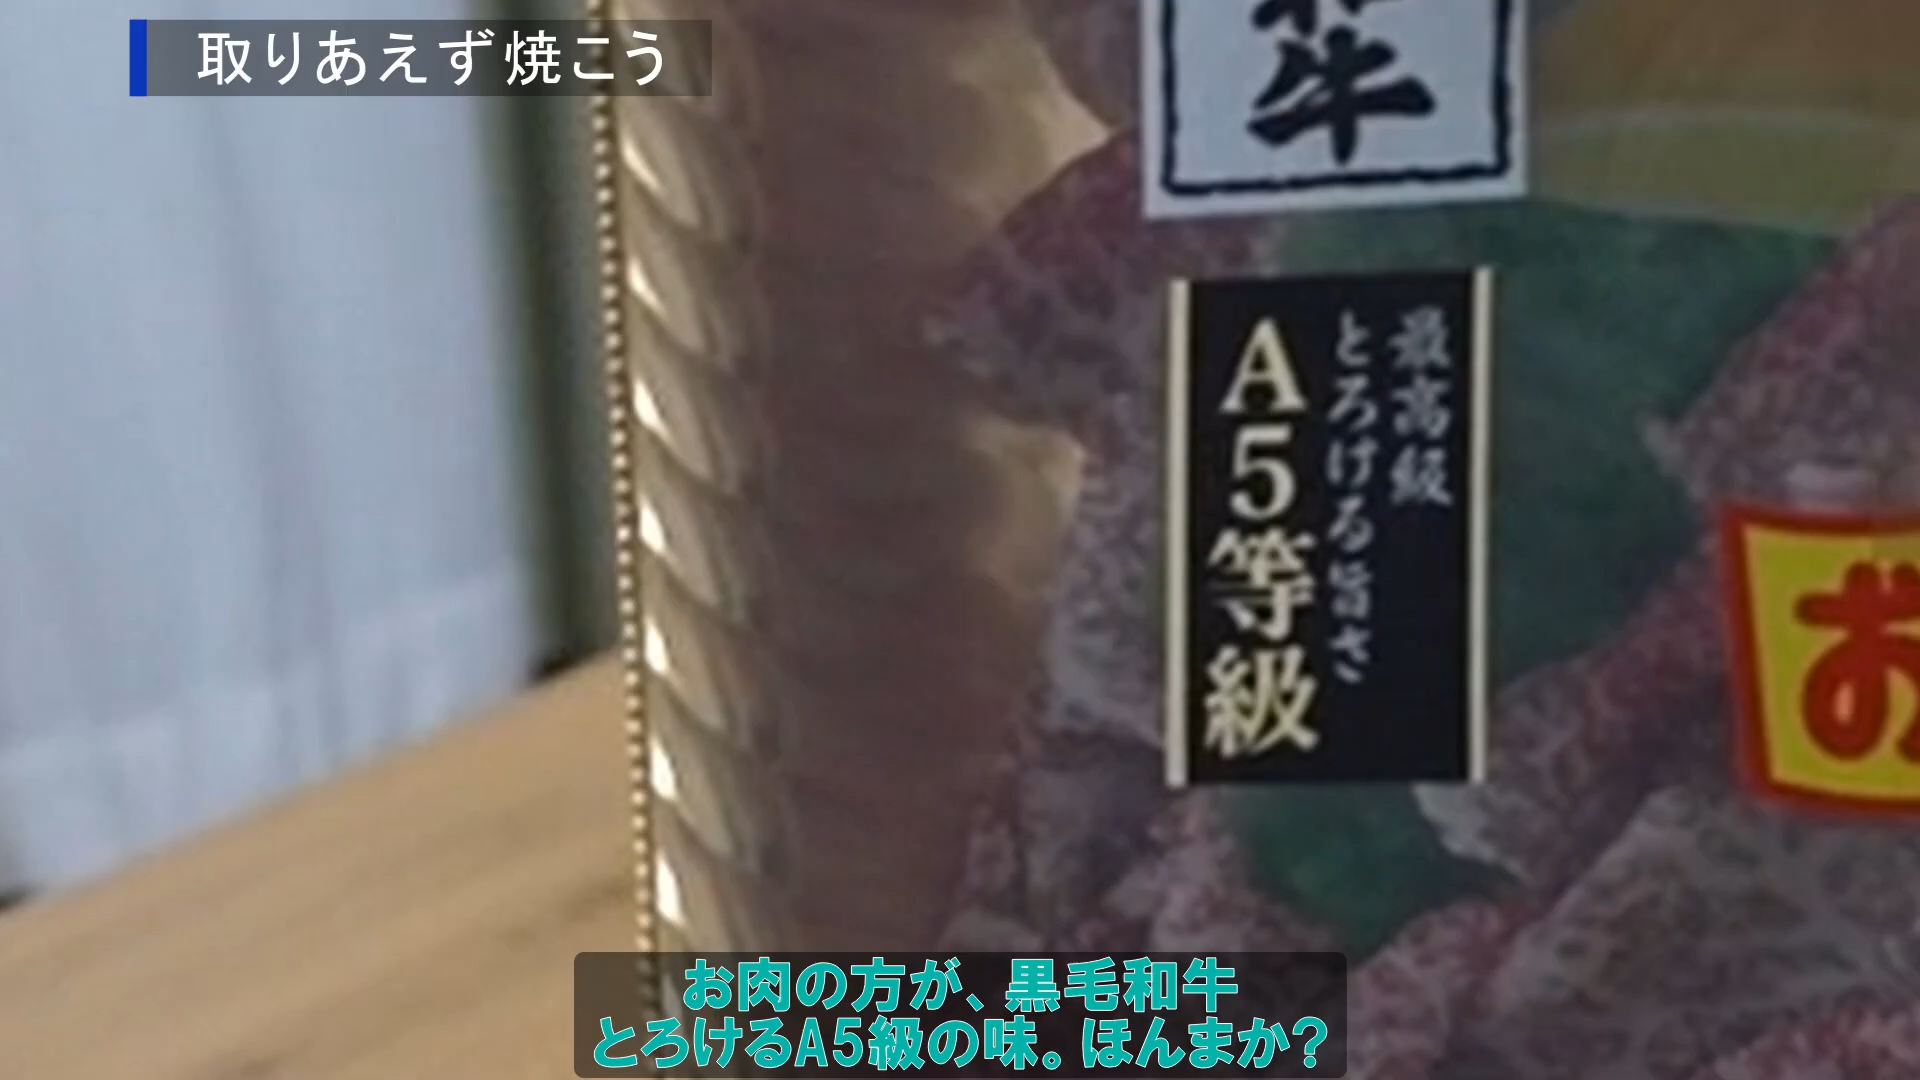 取りあえず焼こう
和牛
最高級
とろける旨さ
A5等級
お
お肉の方が、黒毛和牛
とろけるA5級の味。ほんまか?